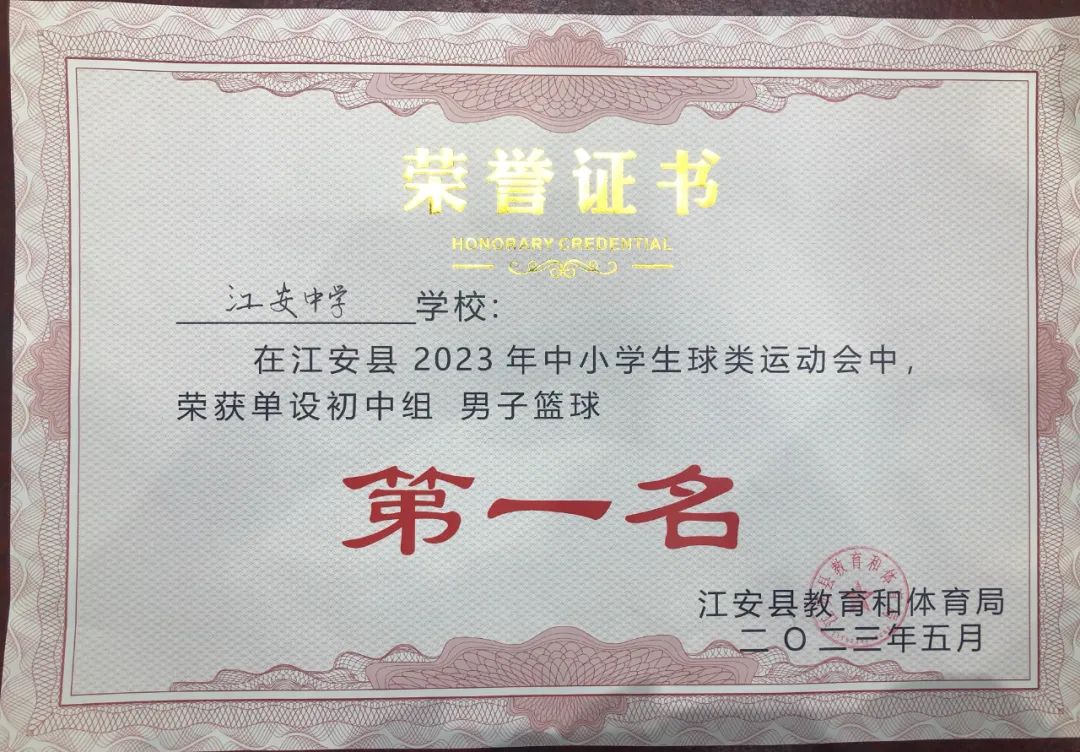 荣誉证书
HONORARY CREDENTIAL
江安中学 学校:
在江安县 2023 年中小学生球类运动会中,
荣获单设初中组 男子篮球
第一名
江安县教育和体育局
二〇二三年五月